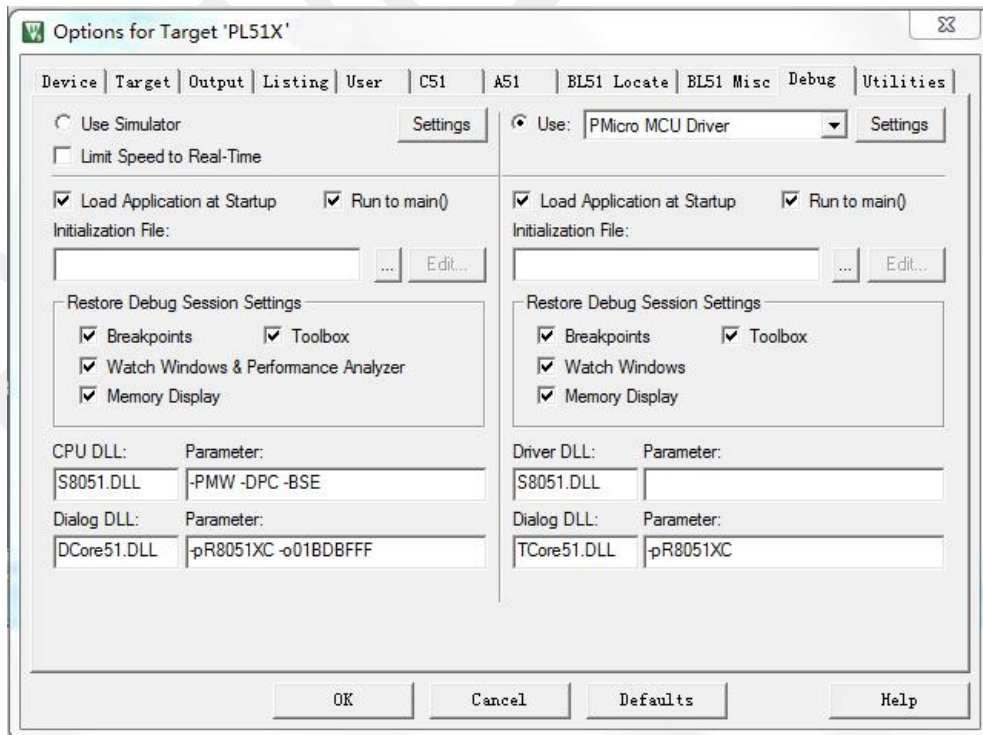 Options for Target 'PL51X'
Device Target Output Listing User C51 A51 BL51 Locate BL51 Misc Debug Utilities
Use Simulator Settings Use: PMicro MCU Driver Settings
Limit Speed to Real-Time
Load Application at Startup Run to main() Load Application at Startup Run to main()
Initialization File: Initialization File:
... Edit... ... Edit...
Restore Debug Session Settings Restore Debug Session Settings
Breakpoints Toolbox Breakpoints Toolbox
Watch Windows & Performance Analyzer Watch Windows
Memory Display Memory Display
CPU DLL: Parameter: Driver DLL: Parameter:
S8051.DLL -PMW -DPC -BSE S8051.DLL
Dialog DLL: Parameter: Dialog DLL: Parameter:
DCore51.DLL -pR8051XC -o01BDBFFF TCore51.DLL -pR8051XC
OK Cancel Defaults Help